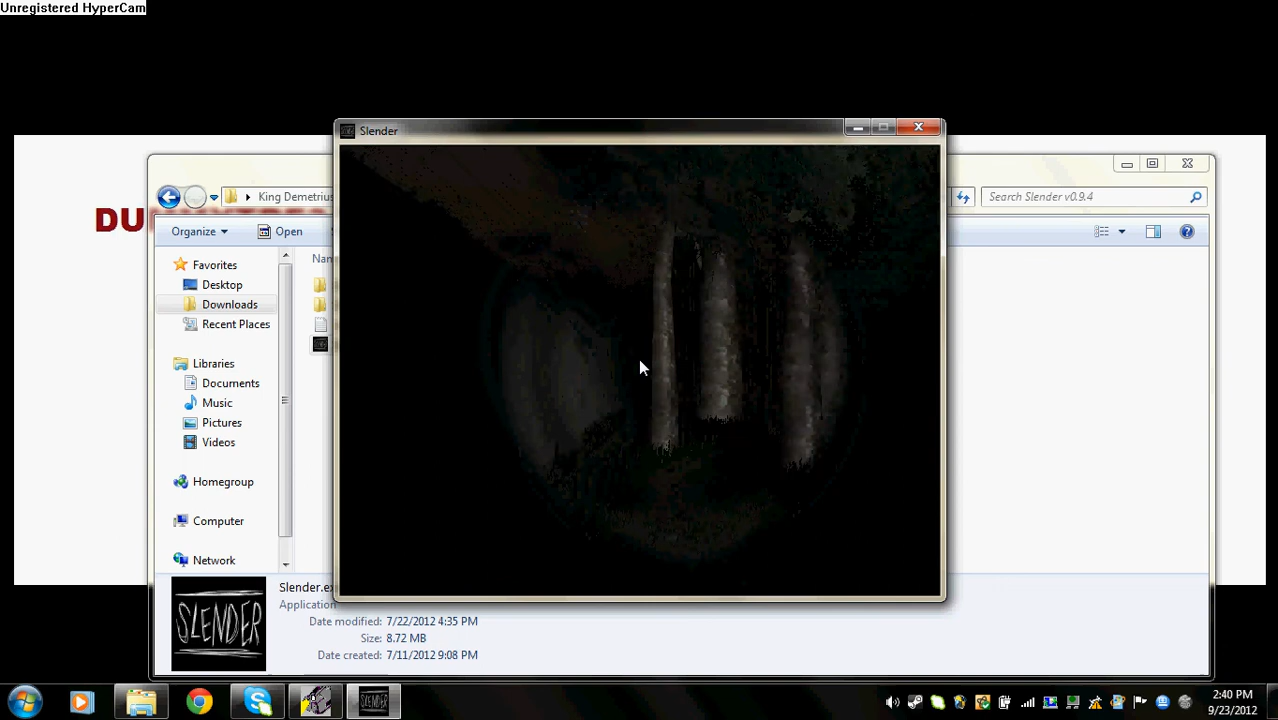 Unregistered HyperCam
Slender
King Demetrius
Search Slender v0.9.4
DU
Organize
Open
Favorites
Desktop
Downloads
Recent Places
Libraries
Documents
Music
Pictures
Videos
Homegroup
Computer
Network
SLENDER
Slender.ex
Application
Date modified: 7/22/2012 4:35 PM
Size: 8.72 MB
Date created: 7/11/2012 9:08 PM
2:40 PM
9/23/2012